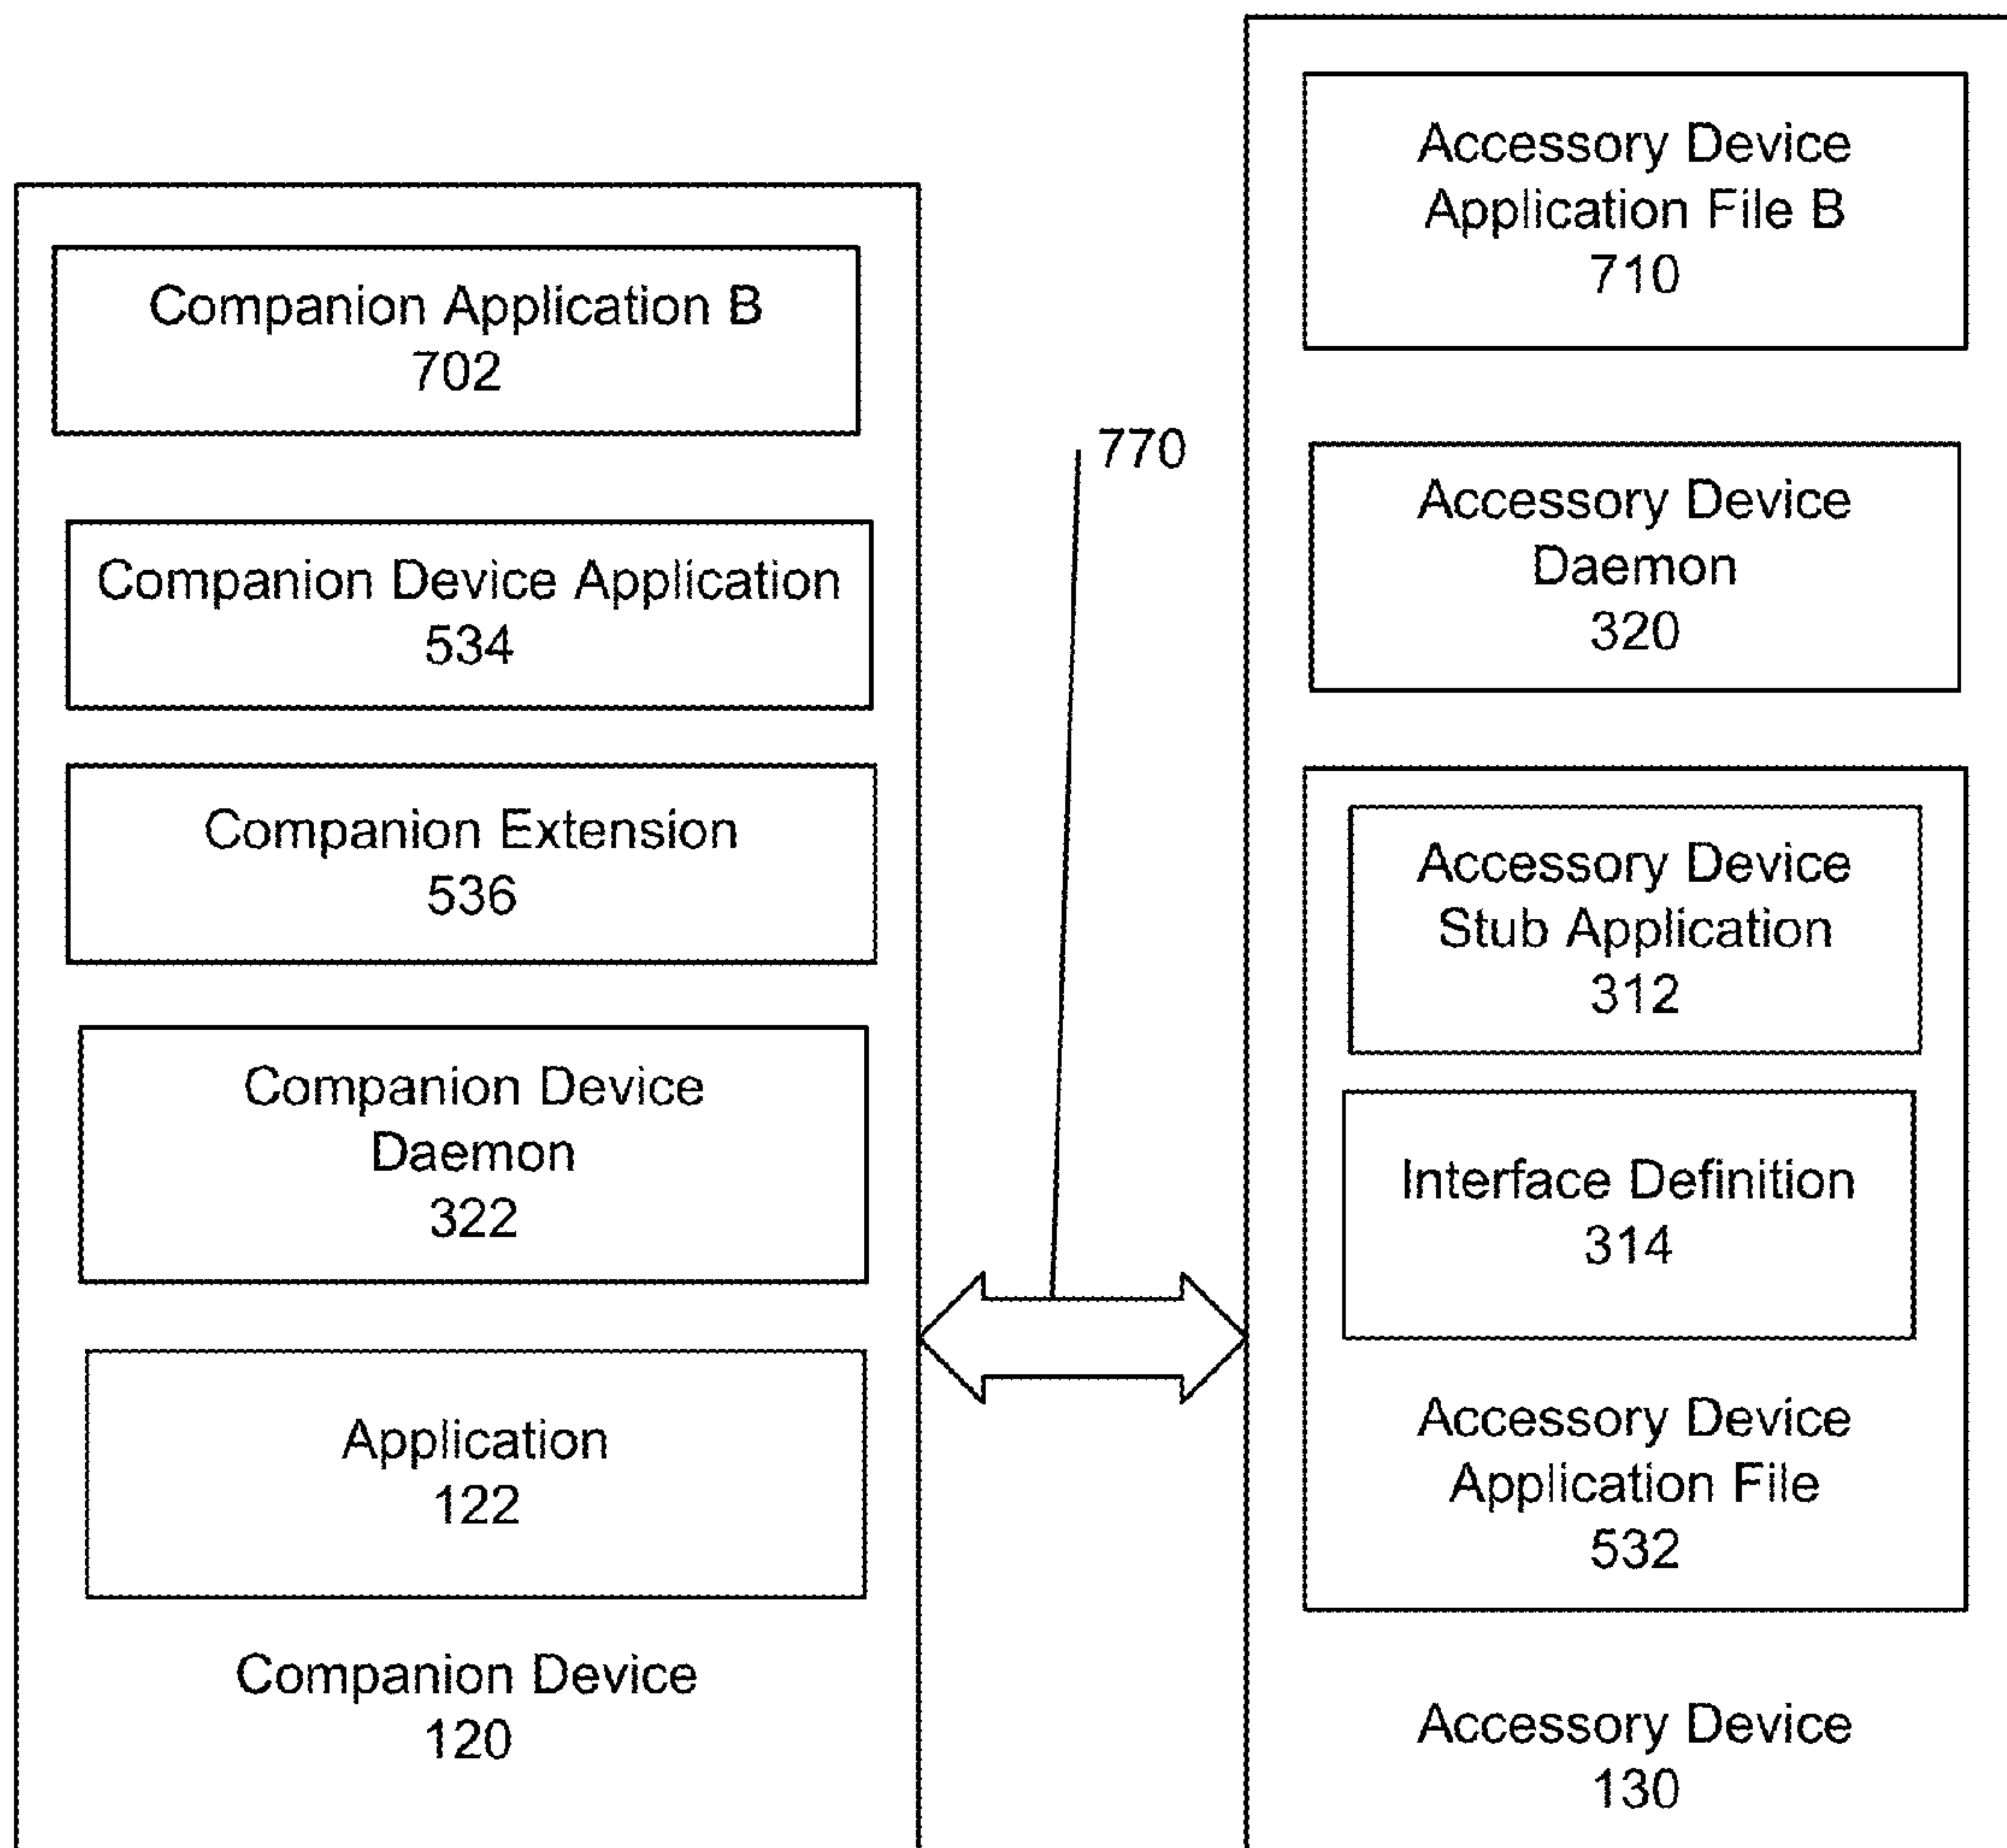 Companion Application B
702
Companion Device Application
534
Companion Extension
536
Companion Device
Daemon
322
Application
122
Companion Device
120
770
Accessory Device
Application File B
710
Accessory Device
Daemon
320
Accessory Device
Stub Application
312
Interface Definition
314
Accessory Device
Application File
532
Accessory Device
130